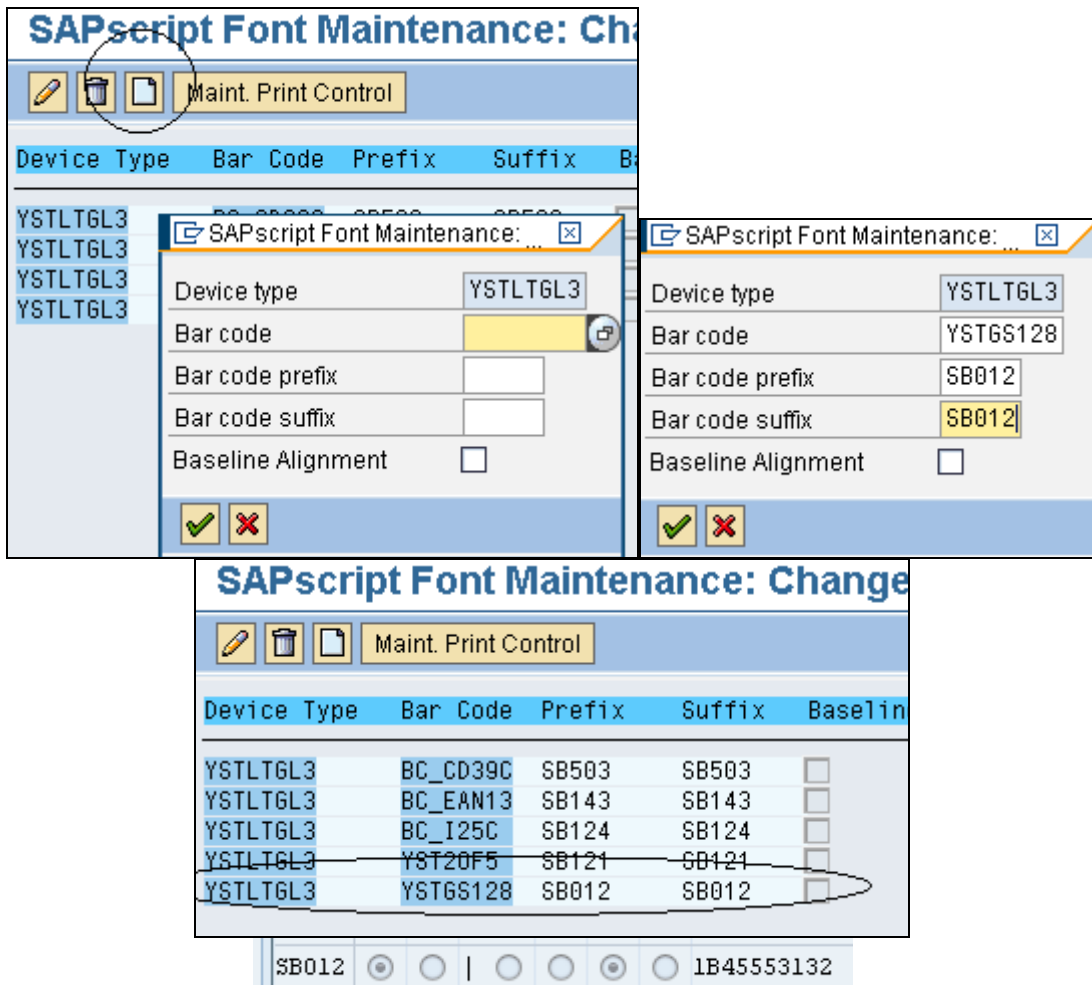 SAPscript Font Maintenance: Cha
Maint. Print Control
Device Type Bar Code Prefix Suffix Ba
YSTLTGL3
YSTLTGL3
YSTLTGL3
YSTLTGL3
SAPscript Font Maintenance: ...
Device type YSTLTGL3
Bar code
Bar code prefix
Bar code suffix
Baseline Alignment
SAPscript Font Maintenance: ...
Device type YSTLTGL3
Bar code YSTGS128
Bar code prefix SB012
Bar code suffix SB012
Baseline Alignment
SAPscript Font Maintenance: Change
Maint. Print Control
Device Type Bar Code Prefix Suffix Baselin
YSTLTGL3 BC_CD39C SB503 SB503
YSTLTGL3 BC_EAN13 SB143 SB143
YSTLTGL3 BC_I25C SB124 SB124
YSTLTGL3 YST2OF5 SB121 SB121
YSTLTGL3 YSTGS128 SB012 SB012
SB012 | 1B45553132